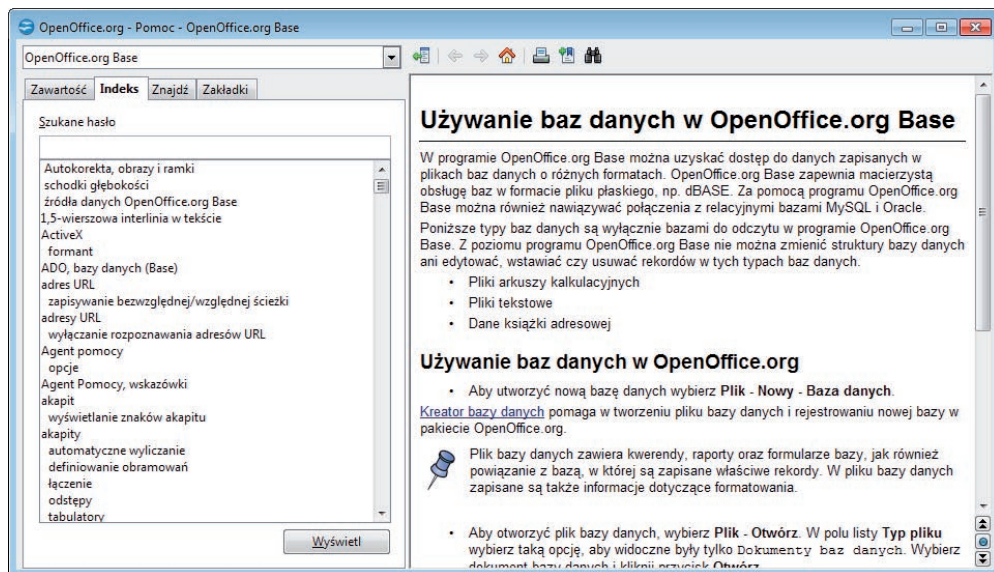 OpenOffice.org - Pomoc - OpenOffice.org Base
OpenOffice.org Base
Zawartość Indeks Znajdź Zakładki
Szukane hasło
Autokorekta, obrazy i ramki
schodki głębokości
źródła danych OpenOffice.org Base
1,5-wierszowa interlinia w tekście
ActiveX
formant
ADO, bazy danych (Base)
adres URL
zapisywanie bezwzględnej/względnej ścieżki
adresy URL
wyłączanie rozpoznawania adresów URL
Agent pomocy
opcje
Agent Pomocy, wskazówki
akapit
wyświetlanie znaków akapitu
akapity
automatyczne wyliczanie
definiowanie obramowań
łączenie
odstępy
tabulatory
Wyświetl
Używanie baz danych w OpenOffice.org Base
W programie OpenOffice.org Base można uzyskać dostęp do danych zapisanych w
plikach baz danych o różnych formatach. OpenOffice.org Base zapewnia macierzystą
obsługę baz w formacie pliku płaskiego, np. dBASE. Za pomocą programu OpenOffice.org
Base można również nawiązywać połączenia z relacyjnymi bazami MySQL i Oracle.
Poniższe typy baz danych są wyłącznie bazami do odczytu w programie OpenOffice.org
Base. Z poziomu programu OpenOffice.org Base nie można zmienić struktury bazy danych
ani edytować, wstawiać czy usuwać rekordów w tych typach baz danych.
• Pliki arkuszy kalkulacyjnych
• Pliki tekstowe
• Dane książki adresowej
Używanie baz danych w OpenOffice.org
• Aby utworzyć nową bazę danych wybierz Plik - Nowy - Baza danych.
Kreator bazy danych pomaga w tworzeniu pliku bazy danych i rejestrowaniu nowej bazy w
pakiecie OpenOffice.org.
Plik bazy danych zawiera kwerendy, raporty oraz formularze bazy, jak również
powiązanie z bazą, w której są zapisane właściwe rekordy. W pliku bazy danych
zapisane są także informacje dotyczące formatowania.
• Aby otworzyć plik bazy danych, wybierz Plik - Otwórz. W polu listy Typ pliku
wybierz taką opcję, aby widoczne były tylko Dokumenty baz danych. Wybierz
dokument bazy danych i kliknij przycisk Otwórz.